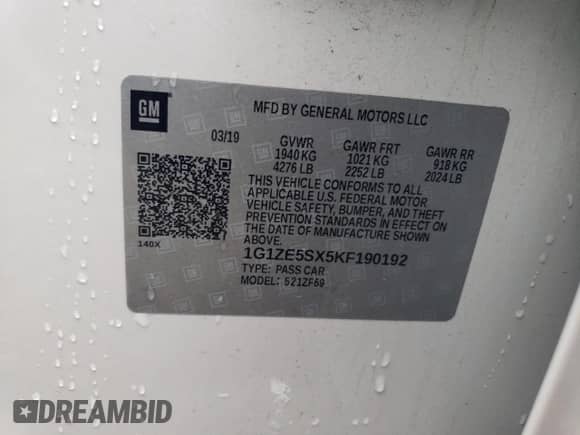 GM
MFD BY GENERAL MOTORS LLC
03/19
GVWR GAWR FRT GAWR RR
1940 KG 1021 KG 918 KG
4276 LB 2252 LB 2024 LB
THIS VEHICLE CONFORMS TO ALL
APPLICABLE U.S. FEDERAL MOTOR
VEHICLE SAFETY, BUMPER, AND THEFT
PREVENTION STANDARDS IN EFFECT ON
THE DATE OF MANUFACTURE SHOWN
ABOVE.
140X
1G1ZE5SX5KF190192
TYPE: PASS CAR
MODEL: 521ZF69
DREAMBID